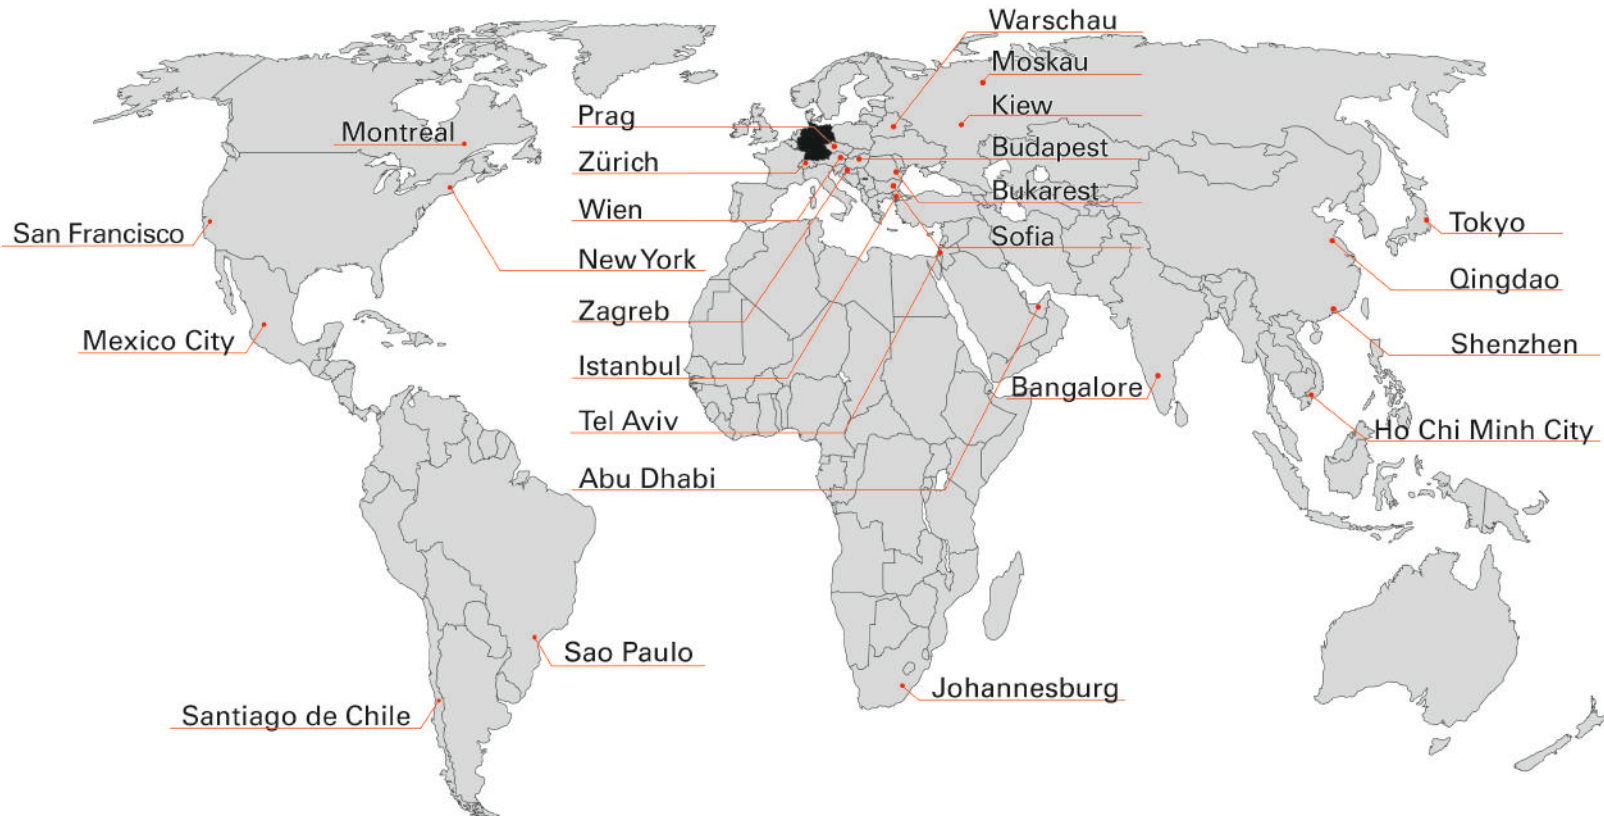 Warschau
Moskau
Kiew
Prag
Montreal
Budapest
Zürich
Bukarest
Wien
Tokyo
San Francisco
Sofia
New York
Qingdao
Zagreb
Mexico City
Shenzhen
Istanbul
Bangalore
Tel Aviv
Ho Chi Minh City
Abu Dhabi
Sao Paulo
Johannesburg
Santiago de Chile